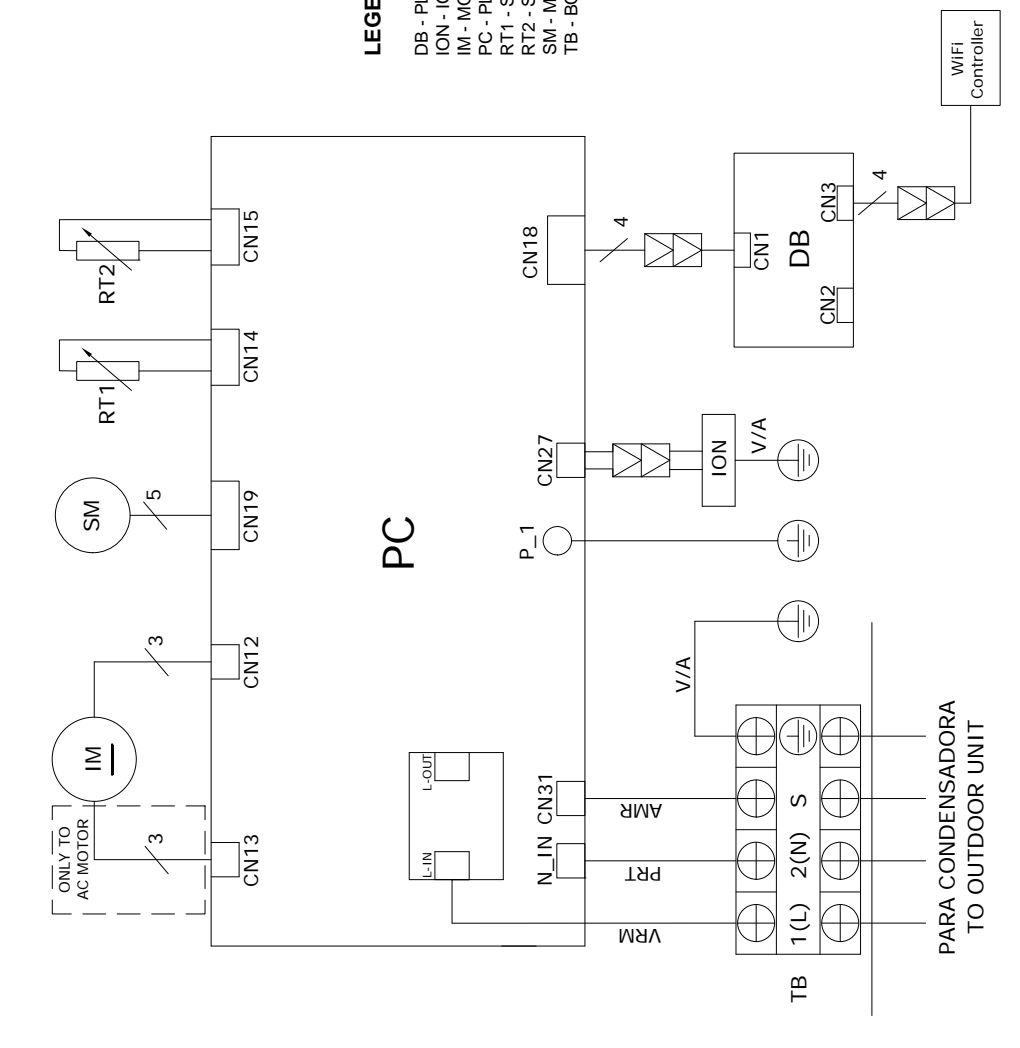 LEGE
DB - PL
ION - IO
IM - MO
PC - PL
RT1 - S
RT2 - S
SM - M
TB - BO
WiFi
Controller
RT2
CN15
RT1
CN14
SM
5
CN19
IM
3
CN12
ONLY TO
AC MOTOR
3
CN13
PC
CN18
4
CN1
DB
CN2
CN3
4
CN27
ION
V/A
P_1
L-OUT
L-IN
CN31
N_IN
AMR
PRT
VRM
V/A
1(L)
2(N)
S
TB
PARA CONDENSADORA
TO OUTDOOR UNIT